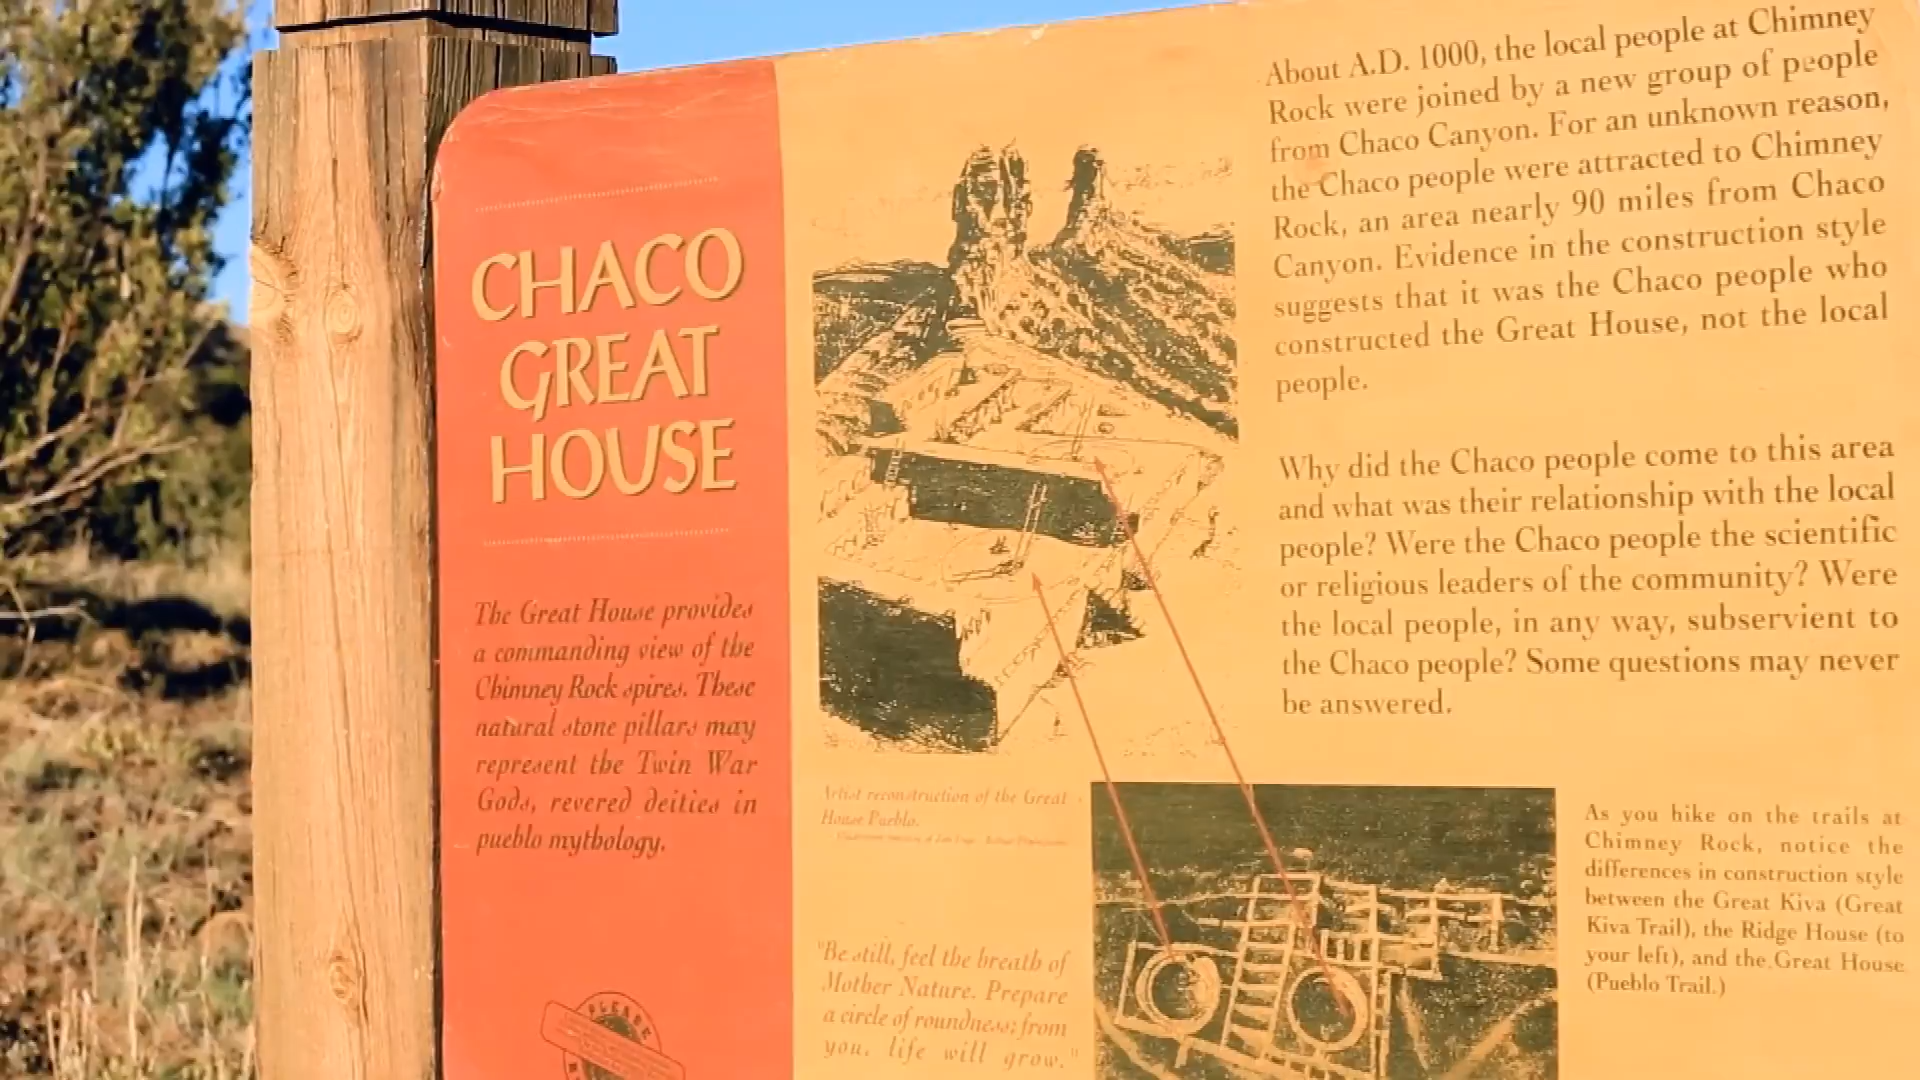 CHACO
GREAT
HOUSE
The Great House provides
a commanding view of the
Chimney Rock spires. These
natural stone pillars may
represent the Twin War
Gods, revered deities in
pueblo mythology.
PLEASE
Artist reconstruction of the Great
House Pueblo.
"Be still, feel the breath of
Mother Nature. Prepare
a circle of roundness; from
you, life will grow."
About A.D. 1000, the local people at Chimney
Rock were joined by a new group of people
from Chaco Canyon. For an unknown reason,
the Chaco people were attracted to Chimney
Rock, an area nearly 90 miles from Chaco
Canyon. Evidence in the construction style
suggests that it was the Chaco people who
constructed the Great House, not the local
people.
Why did the Chaco people come to this area
and what was their relationship with the local
people? Were the Chaco people the scientific
or religious leaders of the community? Were
the local people, in any way, subservient to
the Chaco people? Some questions may never
be answered.
As you hike on the trails at
Chimney Rock, notice the
differences in construction style
between the Great Kiva (Great
Kiva Trail), the Ridge House (to
your left), and the Great House
(Pueblo Trail.)